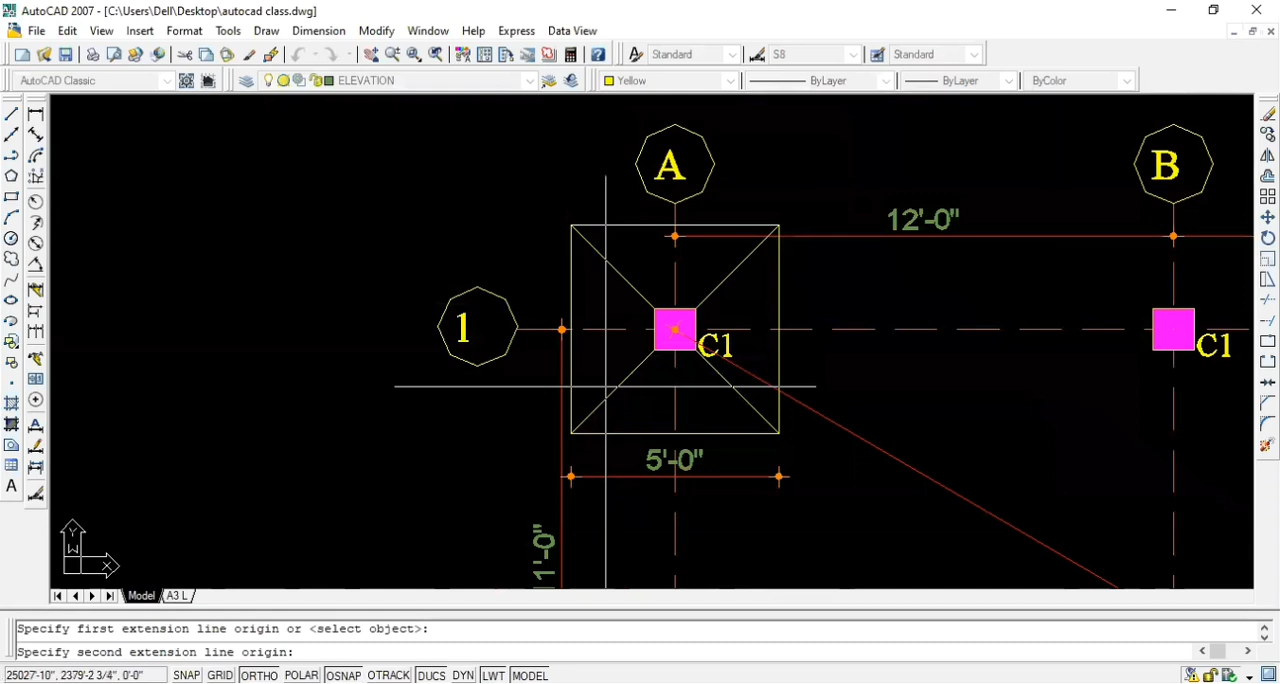 AutoCAD 2007 - [C:\Users\Dell\Desktop\autocad class.dwg]
File Edit View Insert Format Tools Draw Dimension Modify Window Help Express Data View
Standard S8 Standard
AutoCAD Classic ELEVATION Yellow ByLayer ByLayer ByColor
A B
12'-0"
1
C1 C1
5'-0"
1'-0"
Y
W
X
A
Model A3 L
Specify first extension line origin or <select object>:
Specify second extension line origin:
25027-10", 2379'-2 3/4", 0'-0" SNAP GRID ORTHO POLAR OSNAP OTRACK DUCS DYN LWT MODEL